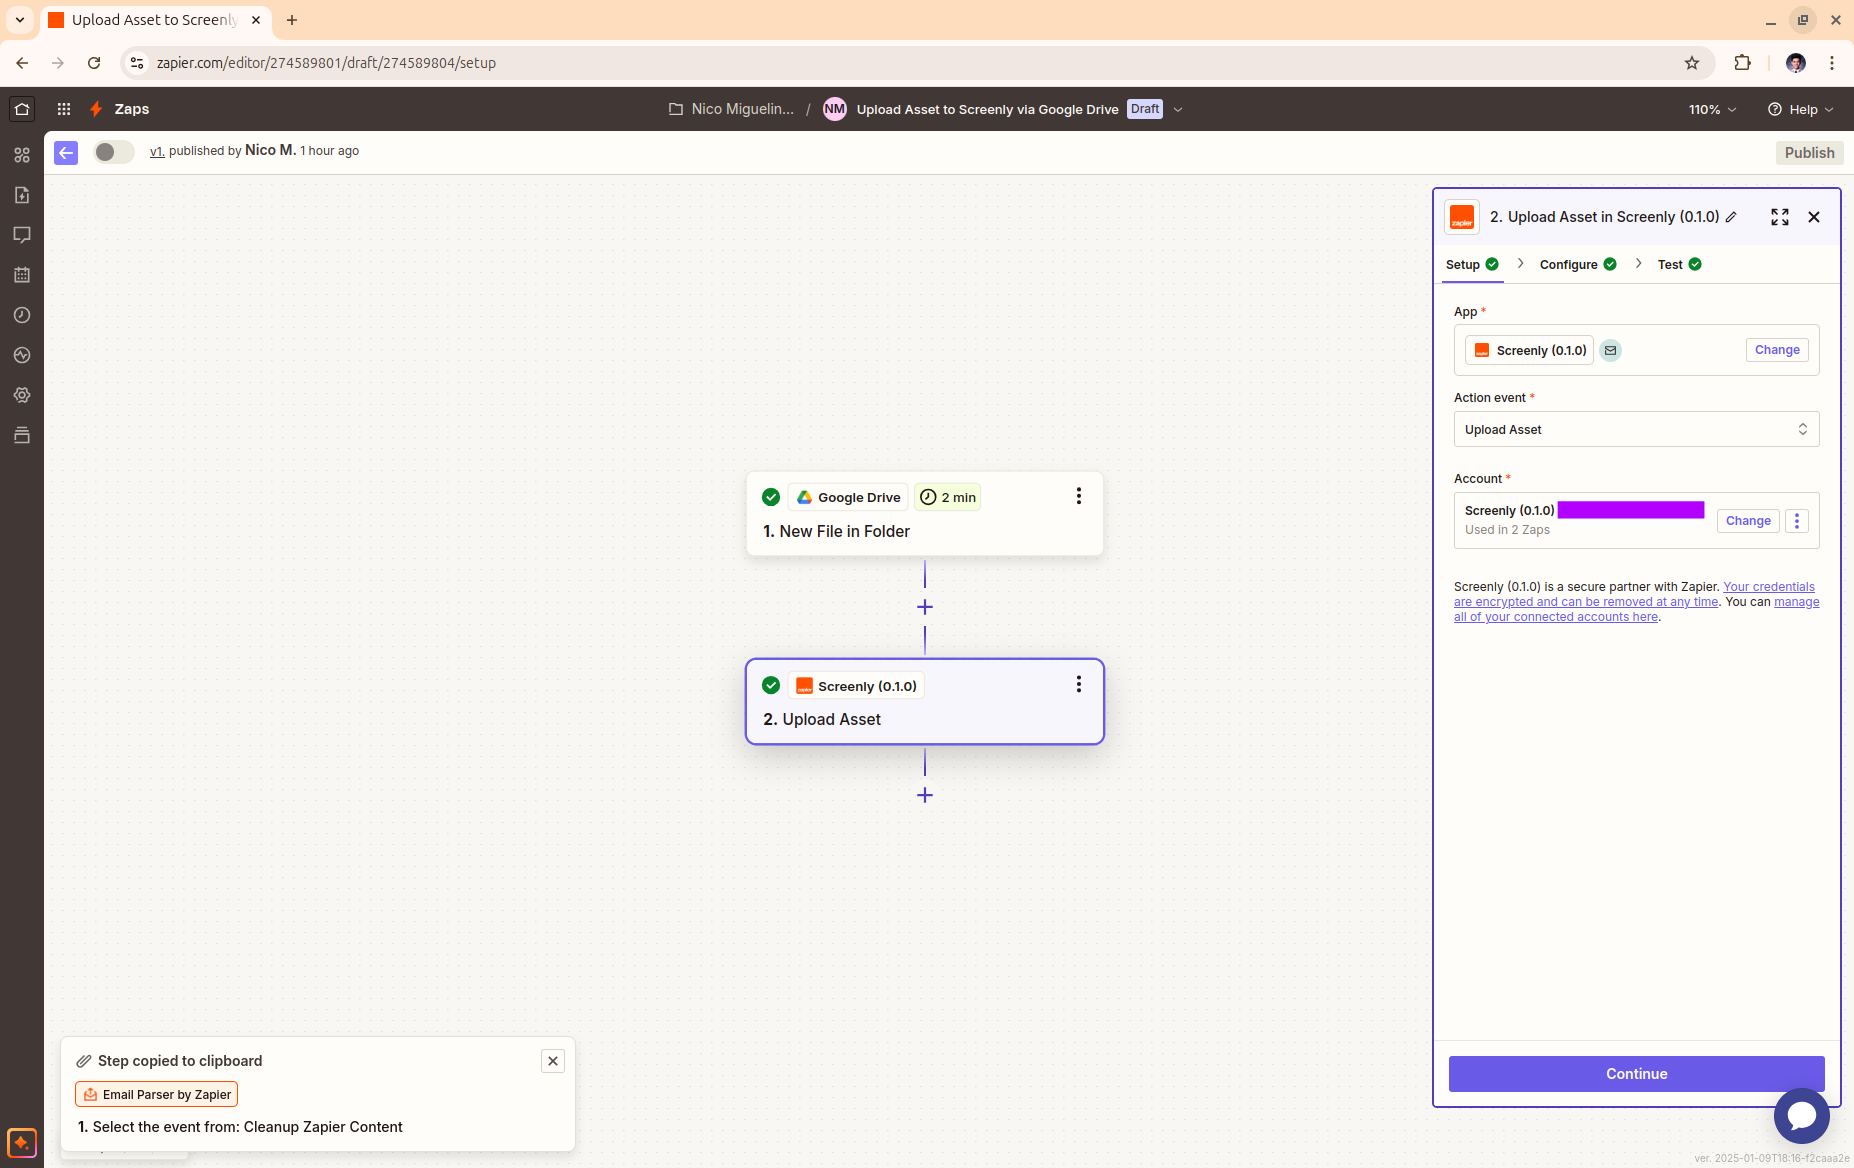 Upload Asset to Screenly
zapier.com/editor/274589801/draft/274589804/setup
Zaps
Nico Miguelin... / NM Upload Asset to Screenly via Google Drive Draft
110% Help
v1. published by Nico M. 1 hour ago
Publish
Google Drive 2 min
1. New File in Folder
zapier Screenly (0.1.0)
2. Upload Asset
zapier 2. Upload Asset in Screenly (0.1.0)
Setup Configure Test
App *
zapier Screenly (0.1.0) Change
Action event *
Upload Asset
Account *
Screenly (0.1.0)
Used in 2 Zaps
Change
Screenly (0.1.0) is a secure partner with Zapier. Your credentials
are encrypted and can be removed at any time. You can manage
all of your connected accounts here.
Continue
Step copied to clipboard
Email Parser by Zapier
1. Select the event from: Cleanup Zapier Content
ver. 2025-01-09T18:16-f2caaa2e